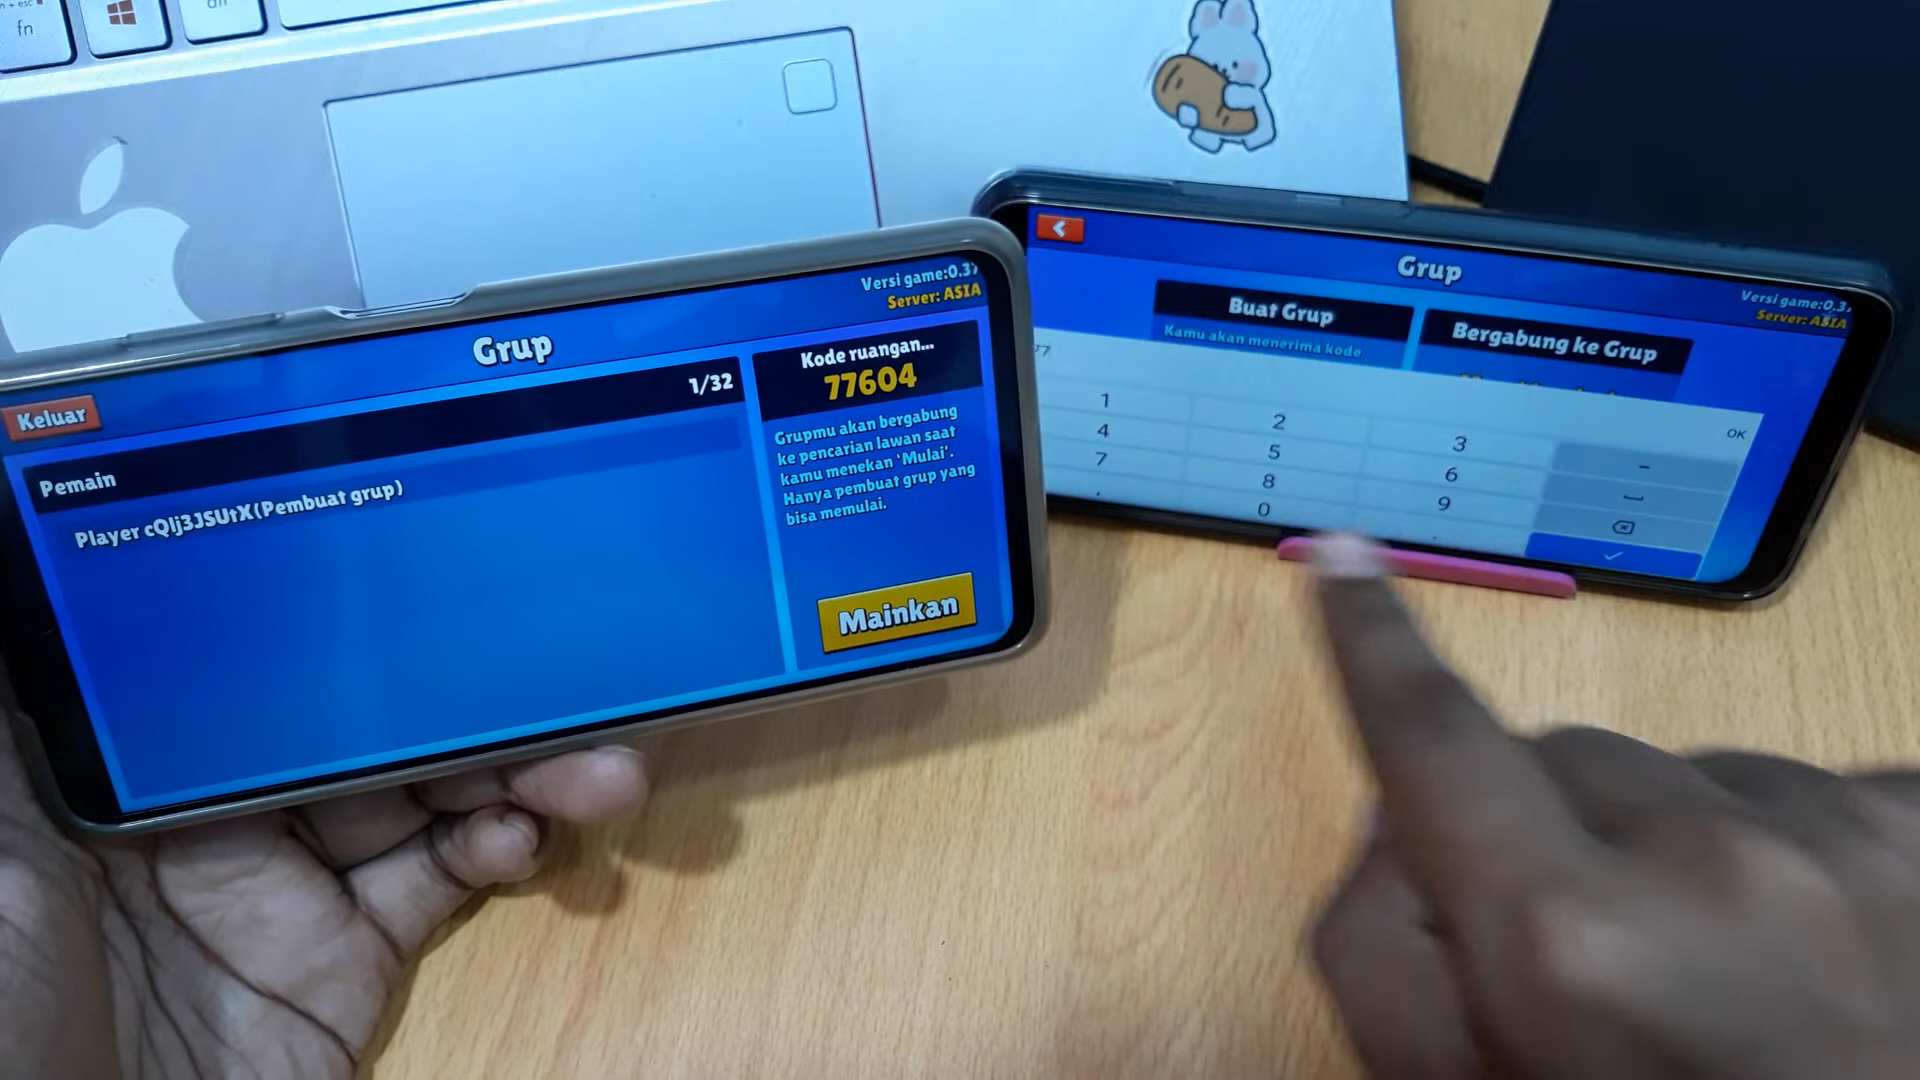 fn
Versi game:0.37
Server: ASIA
Grup
Keluar
1/32
Pemain
Player cQlj3JSUtX(Pembuat grup)
Kode ruangan...
77604
Grupmu akan bergabung
ke pencarian lawan saat
kamu menekan 'Mulai'.
Hanya pembuat grup yang
bisa memulai.
Mainkan
Grup
Versi game:0.3
Server: ASIA
Buat Grup
Kamu akan menerima kode
Bergabung ke Grup
OK
1 2 3 -
4 5 6
7 8 9
. 0